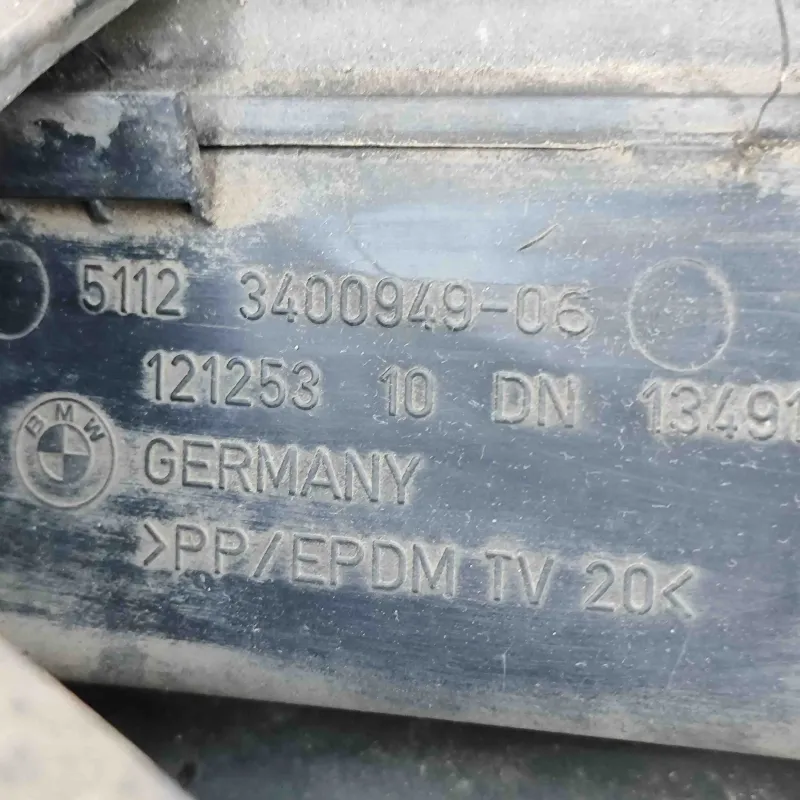 5112 3400949-06
121253 10 DN 13491
BMW
GERMANY
>PP/EPDM TV 20<